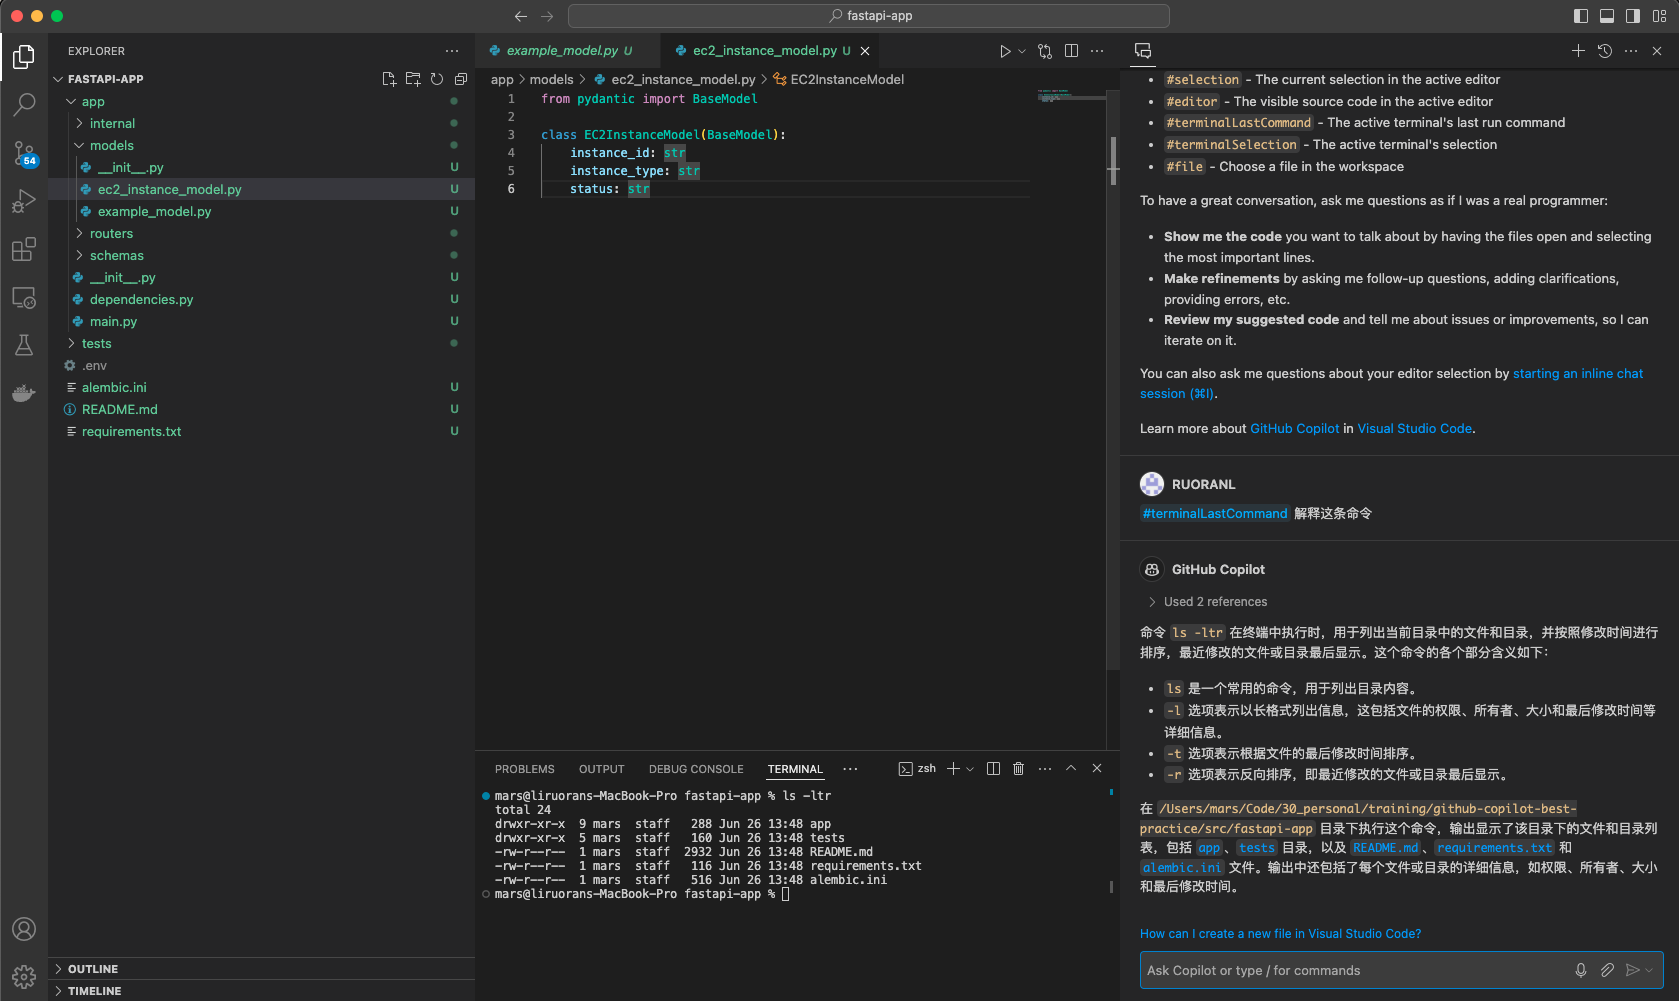 fastapi-app
EXPLORER
FASTAPI-APP
app
internal
models
__init__.py U
ec2_instance_model.py U
example_model.py U
routers
schemas
__init__.py U
dependencies.py U
main.py U
tests
.env
alembic.ini U
README.md U
requirements.txt U
54
OUTLINE
TIMELINE
example_model.py U
ec2_instance_model.py U
app > models > ec2_instance_model.py > EC2InstanceModel
1 from pydantic import BaseModel
2
3 class EC2InstanceModel(BaseModel):
4 instance_id: str
5 instance_type: str
6 status: str
PROBLEMS OUTPUT DEBUG CONSOLE TERMINAL zsh
mars@liruorans-MacBook-Pro fastapi-app % ls -ltr
total 24
drwxr-xr-x 9 mars staff 288 Jun 26 13:48 app
drwxr-xr-x 5 mars staff 160 Jun 26 13:48 tests
-rw-r--r-- 1 mars staff 2932 Jun 26 13:48 README.md
-rw-r--r-- 1 mars staff 116 Jun 26 13:48 requirements.txt
-rw-r--r-- 1 mars staff 516 Jun 26 13:48 alembic.ini
mars@liruorans-MacBook-Pro fastapi-app %
• #selection - The current selection in the active editor
• #editor - The visible source code in the active editor
• #terminalLastCommand - The active terminal's last run command
• #terminalSelection - The active terminal's selection
• #file - Choose a file in the workspace
To have a great conversation, ask me questions as if I was a real programmer:
• Show me the code you want to talk about by having the files open and selecting
the most important lines.
• Make refinements by asking me follow-up questions, adding clarifications,
providing errors, etc.
• Review my suggested code and tell me about issues or improvements, so I can
iterate on it.
You can also ask me questions about your editor selection by starting an inline chat
session (⌘I).
Learn more about GitHub Copilot in Visual Studio Code.
RUORANL
#terminalLastCommand 解释这条命令
GitHub Copilot
Used 2 references
命令 ls -ltr 在终端中执行时，用于列出当前目录中的文件和目录，并按照修改时间进行
排序，最近修改的文件或目录最后显示。这个命令的各个部分含义如下：
• ls 是一个常用的命令，用于列出目录内容。
• -l 选项表示以长格式列出信息，这包括文件的权限、所有者、大小和最后修改时间等
详细信息。
• -t 选项表示根据文件的最后修改时间排序。
• -r 选项表示反向排序，即最近修改的文件或目录最后显示。
在 /Users/mars/Code/30_personal/training/github-copilot-best-
practice/src/fastapi-app 目录下执行这个命令，输出显示了该目录下的文件和目录列
表，包括 app、tests 目录，以及 README.md、requirements.txt 和
alembic.ini 文件。输出中还包括了每个文件或目录的详细信息，如权限、所有者、大小
和最后修改时间。
How can I create a new file in Visual Studio Code?
Ask Copilot or type / for commands